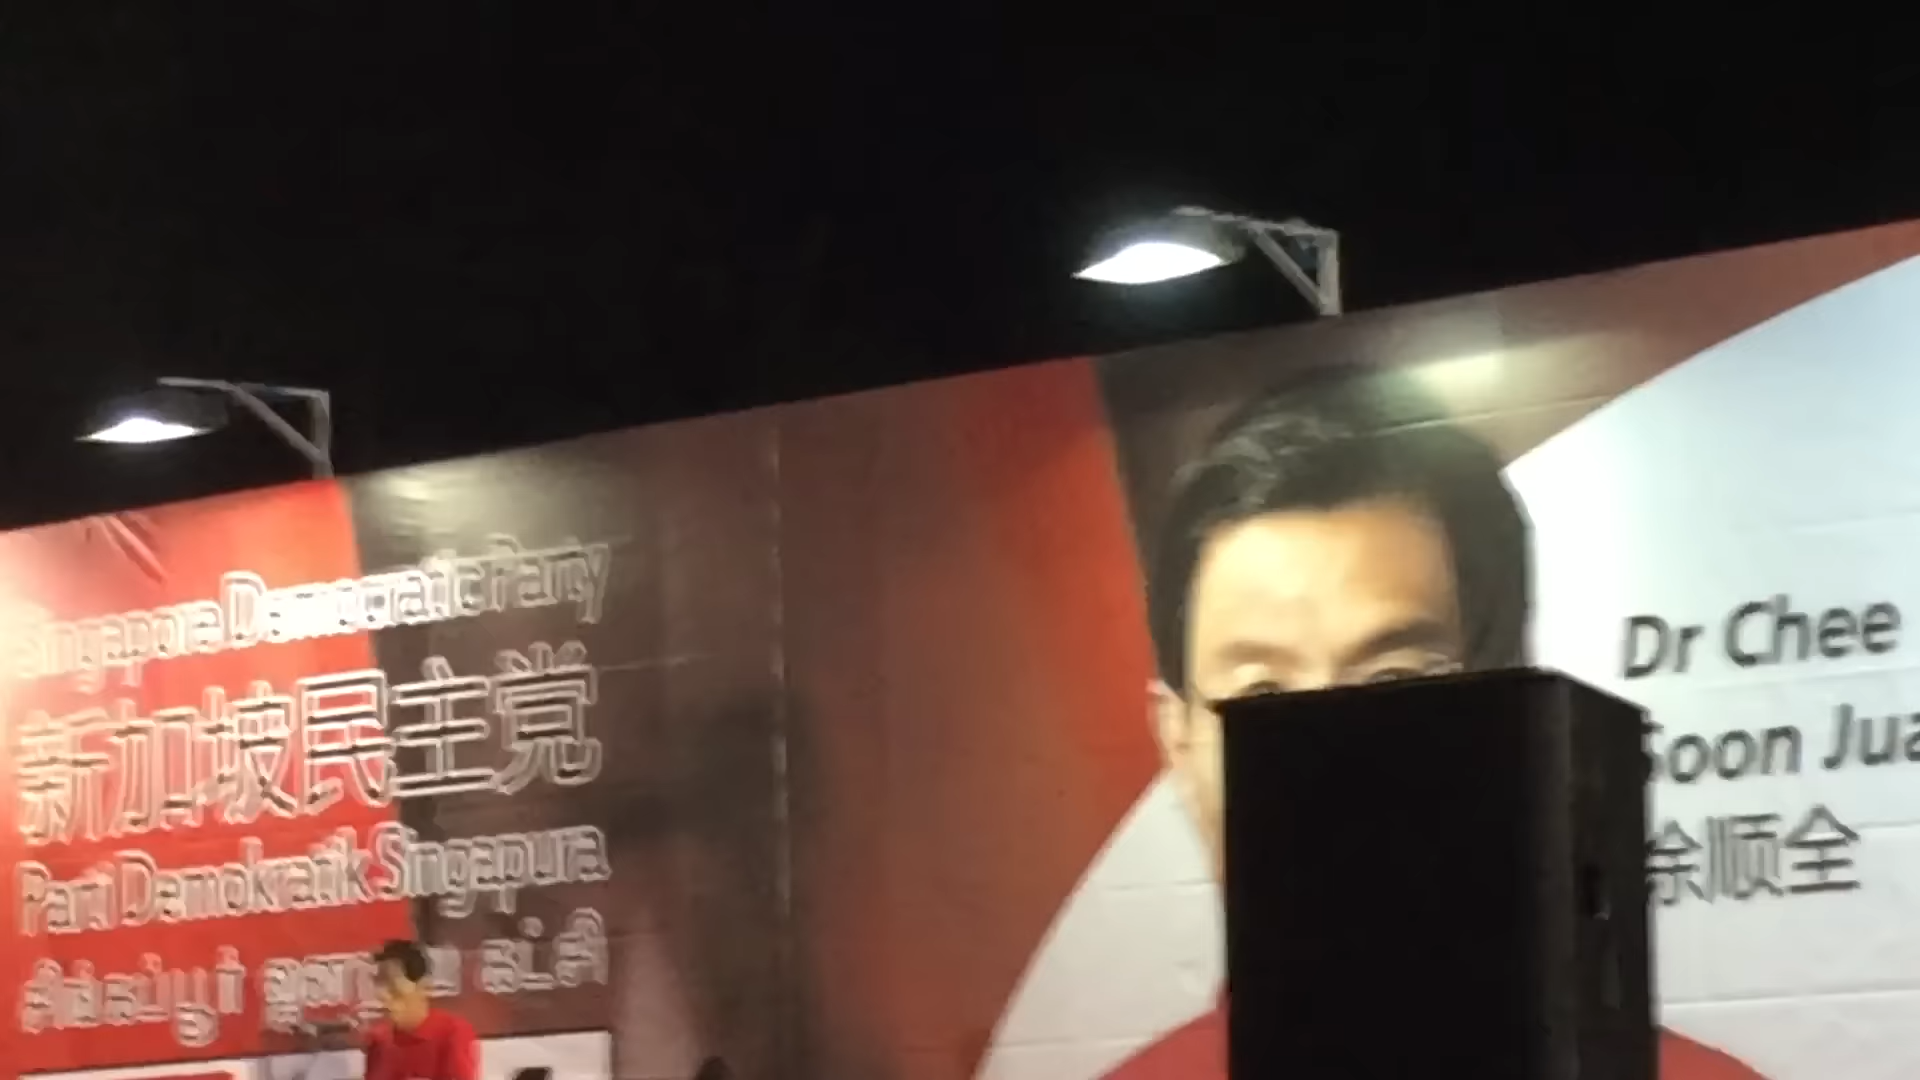 Singapore Democratic Party
新加坡民主党
Parti Demokratik Singapura
Dr Chee
Soon Jua
徐顺全